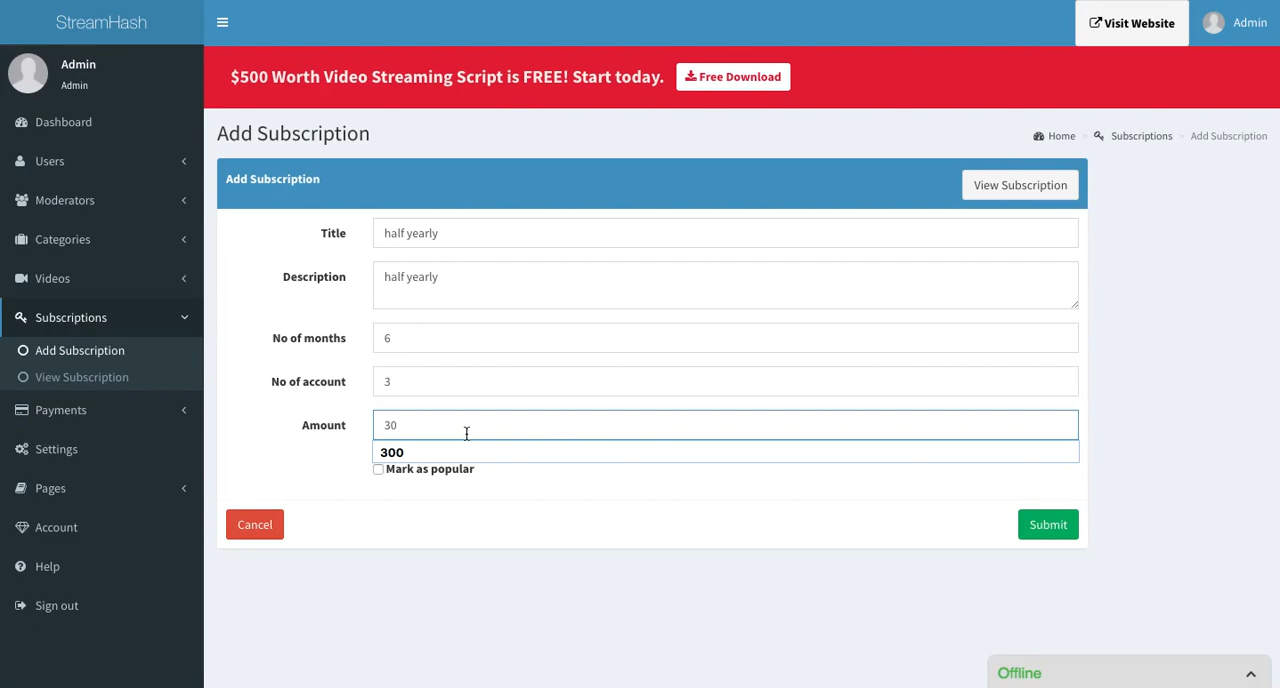 StreamHash
Visit Website
Admin
Admin
Admin
$500 Worth Video Streaming Script is FREE! Start today.
Free Download
Dashboard
Users
Moderators
Categories
Videos
Subscriptions
Add Subscription
View Subscription
Payments
Settings
Pages
Account
Help
Sign out
Add Subscription
Home
Subscriptions
Add Subscription
Add Subscription
View Subscription
Title
half yearly
Description
half yearly
No of months
6
No of account
3
Amount
30
300
Mark as popular
Cancel
Submit
Offline